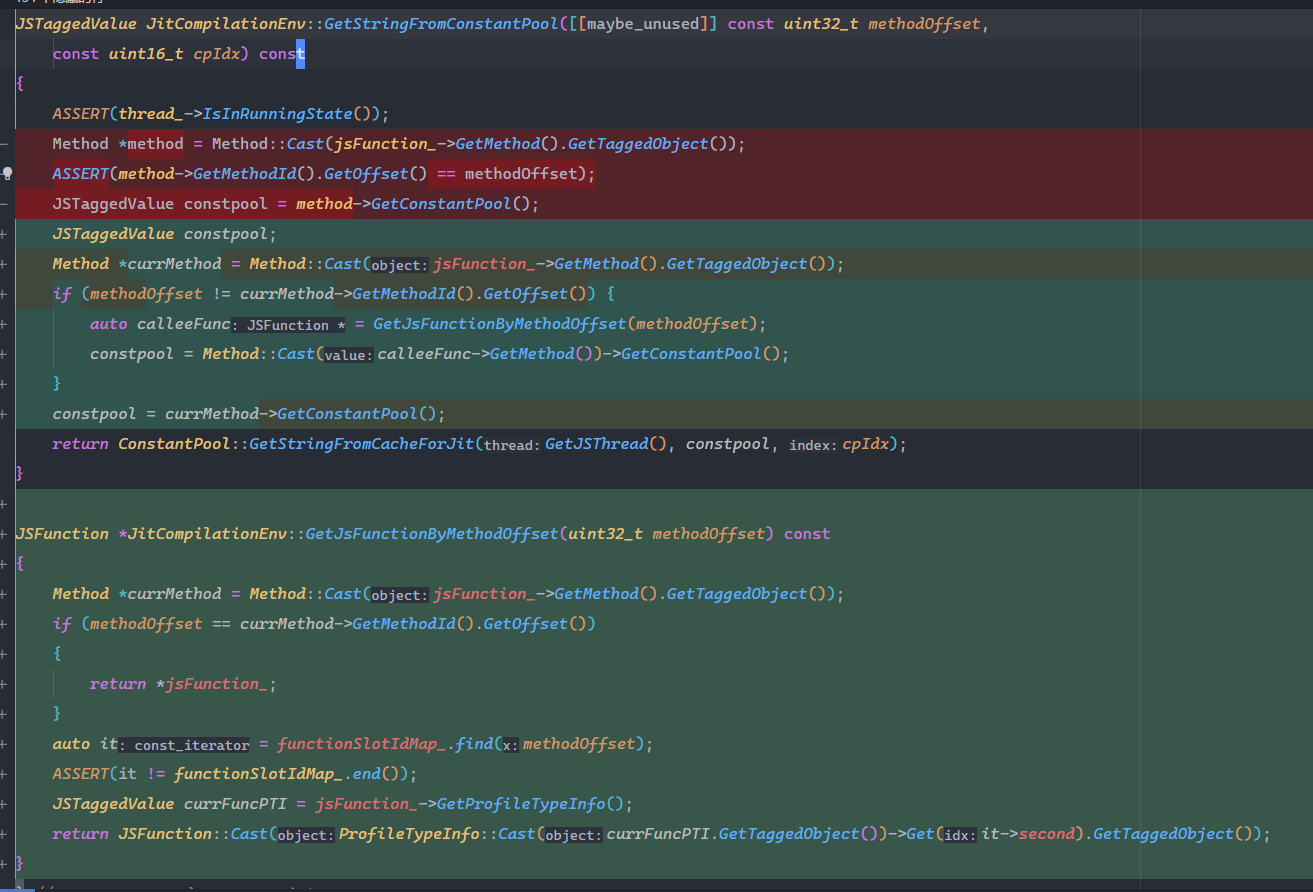 JSTaggedValue JitCompilationEnv::GetStringFromConstantPool([[maybe_unused]] const uint32_t methodOffset,
    const uint16_t cpIdx) const
{
    ASSERT(thread_->IsInRunningState());
    Method *method = Method::Cast(jsFunction_->GetMethod().GetTaggedObject());
    ASSERT(method->GetMethodId().GetOffset() == methodOffset);
    JSTaggedValue constpool = method->GetConstantPool();
    JSTaggedValue constpool;
    Method *currMethod = Method::Cast(object: jsFunction_->GetMethod().GetTaggedObject());
    if (methodOffset != currMethod->GetMethodId().GetOffset()) {
        auto calleeFunc: JSFunction * = GetJsFunctionByMethodOffset(methodOffset);
        constpool = Method::Cast(value: calleeFunc->GetMethod())->GetConstantPool();
    }
    constpool = currMethod->GetConstantPool();
    return ConstantPool::GetStringFromCacheForJit(thread: GetJSThread(), constpool, index: cpIdx);
}
JSFunction *JitCompilationEnv::GetJsFunctionByMethodOffset(uint32_t methodOffset) const
{
    Method *currMethod = Method::Cast(object: jsFunction_->GetMethod().GetTaggedObject());
    if (methodOffset == currMethod->GetMethodId().GetOffset())
    {
        return *jsFunction_;
    }
    auto it: const_iterator = functionSlotIdMap_.find(x: methodOffset);
    ASSERT(it != functionSlotIdMap_.end());
    JSTaggedValue currFuncPTI = jsFunction_->GetProfileTypeInfo();
    return JSFunction::Cast(object: ProfileTypeInfo::Cast(object: currFuncPTI.GetTaggedObject())->Get(idx: it->second).GetTaggedObject());
}